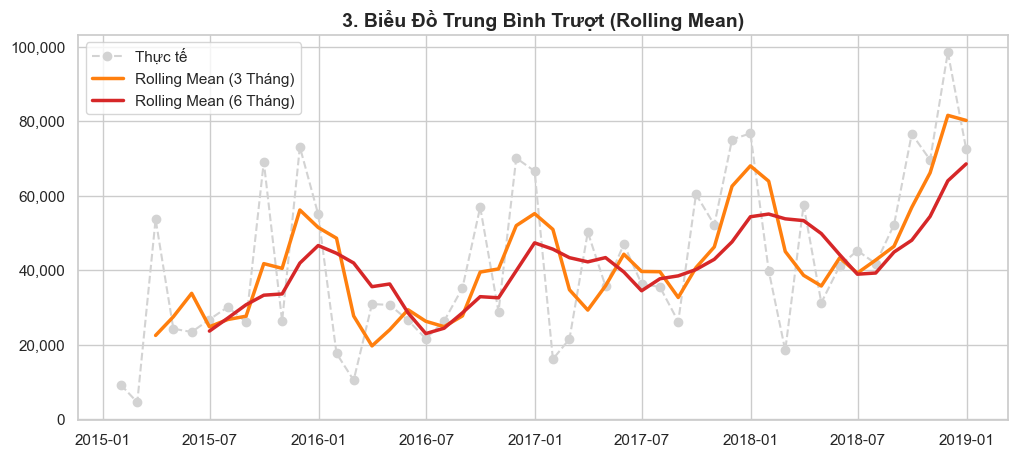 3. Biểu Đồ Trung Bình Trượt (Rolling Mean)
Thực tế
Rolling Mean (3 Tháng)
Rolling Mean (6 Tháng)
100,000
80,000
60,000
40,000
20,000
0
2015-01 2015-07 2016-01 2016-07 2017-01 2017-07 2018-01 2018-07 2019-01